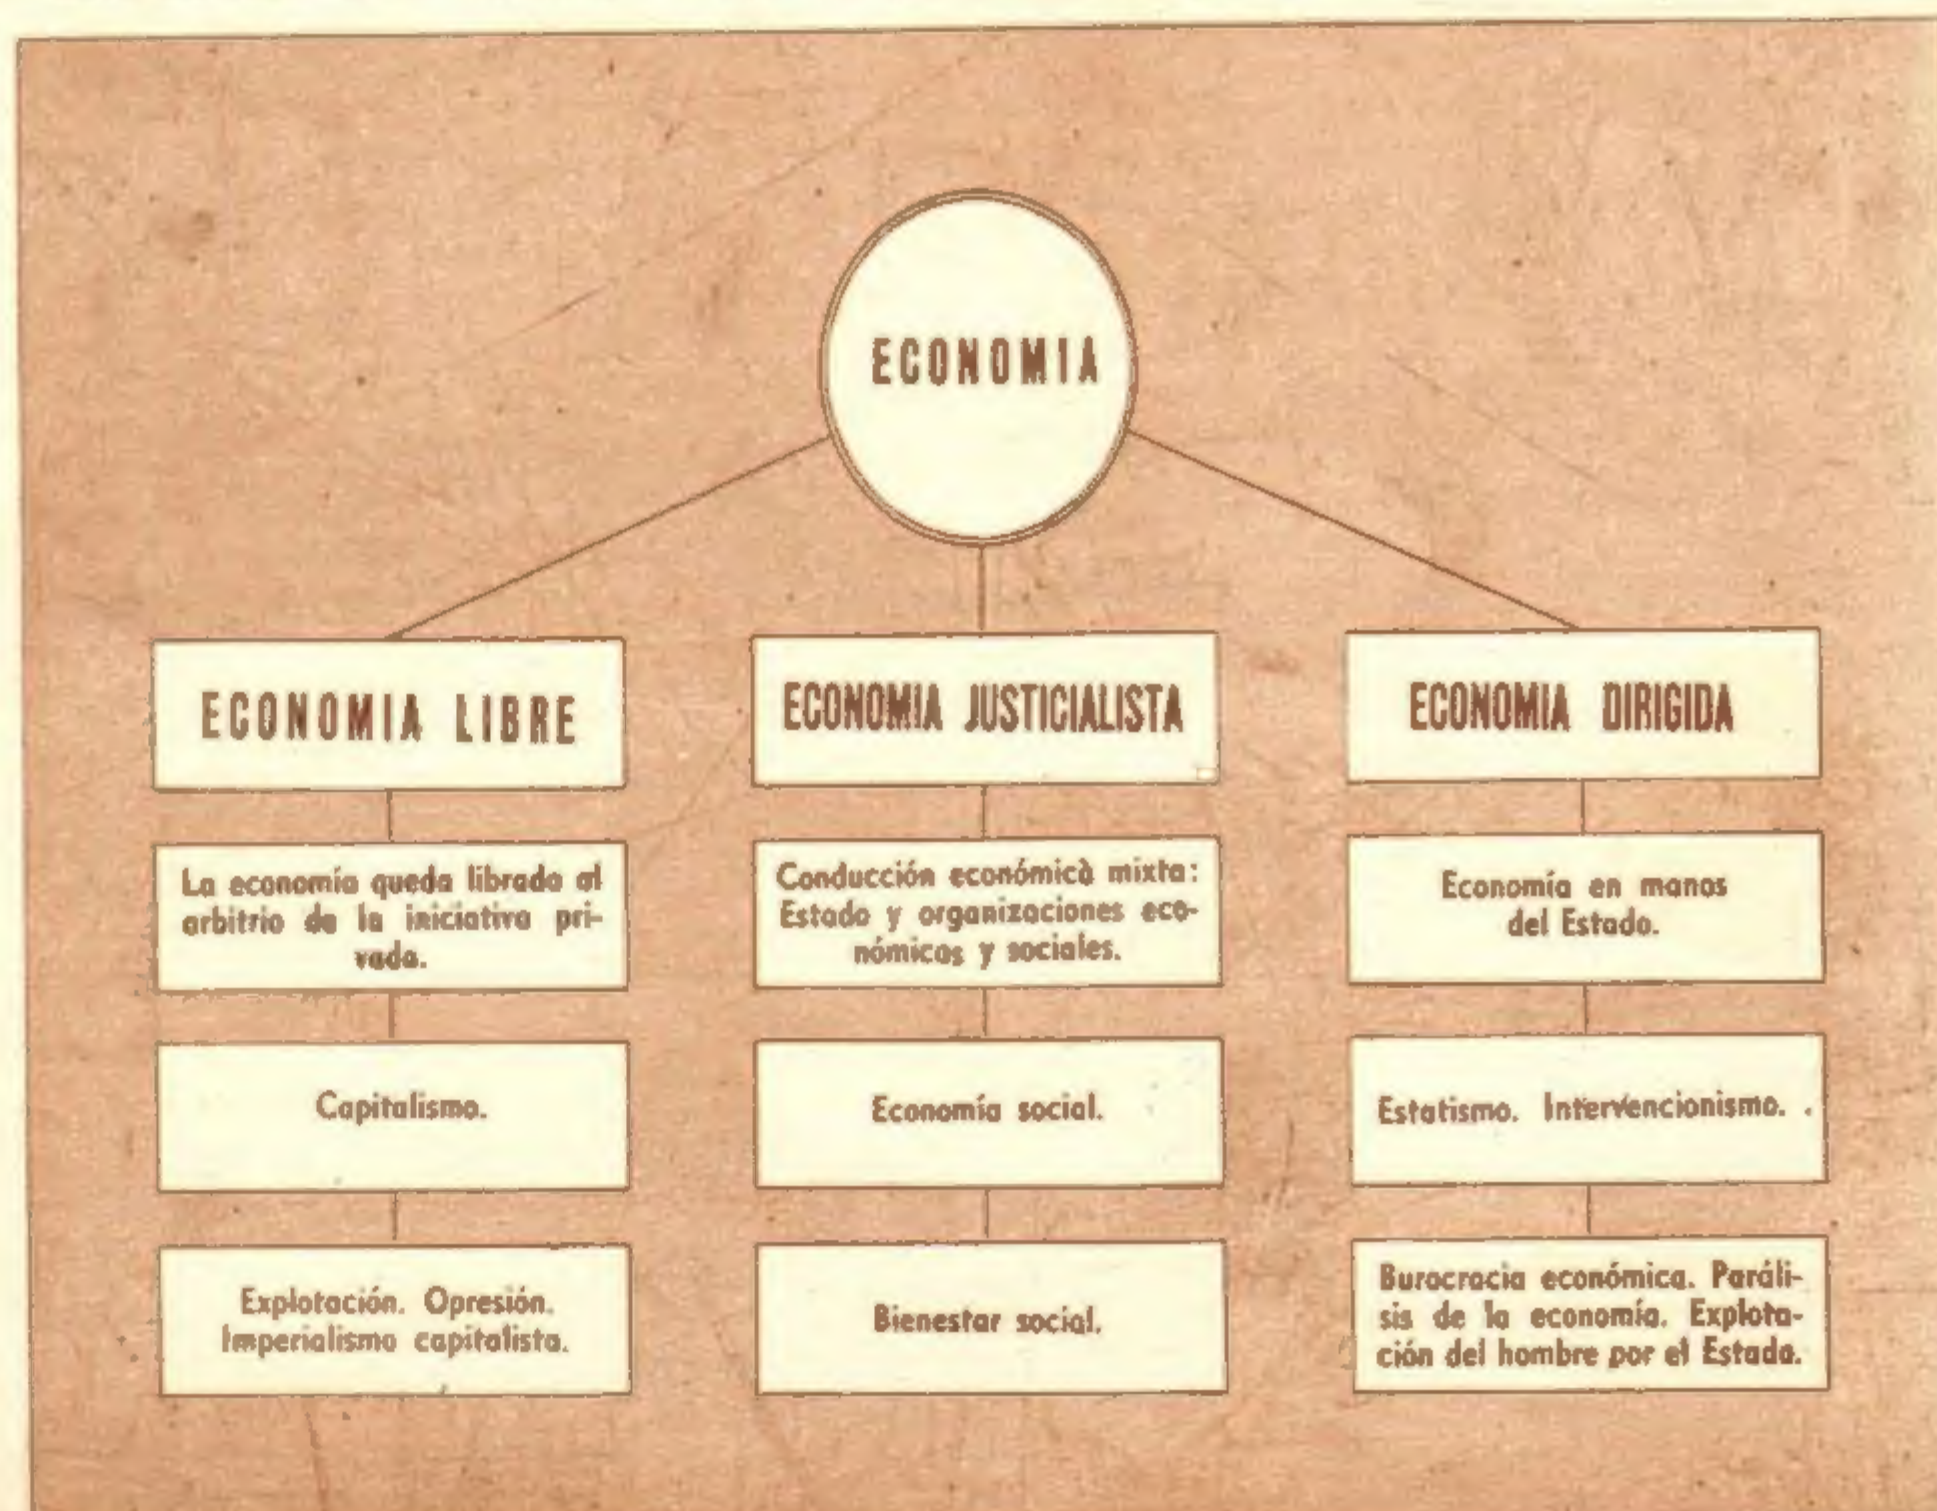 ECONOMIA
ECONOMIA LIBRE
La economía queda librada al
arbitrio de la iniciativa pri-
vada.
Capitalismo.
Explotación. Opresión.
Imperialismo capitalista.
ECONOMIA JUSTICIALISTA
Conducción económica mixta:
Estado y organizaciones eco-
nómicas y sociales.
Economía social.
Bienestar social.
ECONOMIA DIRIGIDA
Economía en manos
del Estado.
Estatismo. Intervencionismo.
Burocracia económica. Paráli-
sis de la economía. Explota-
ción del hombre por el Estado.